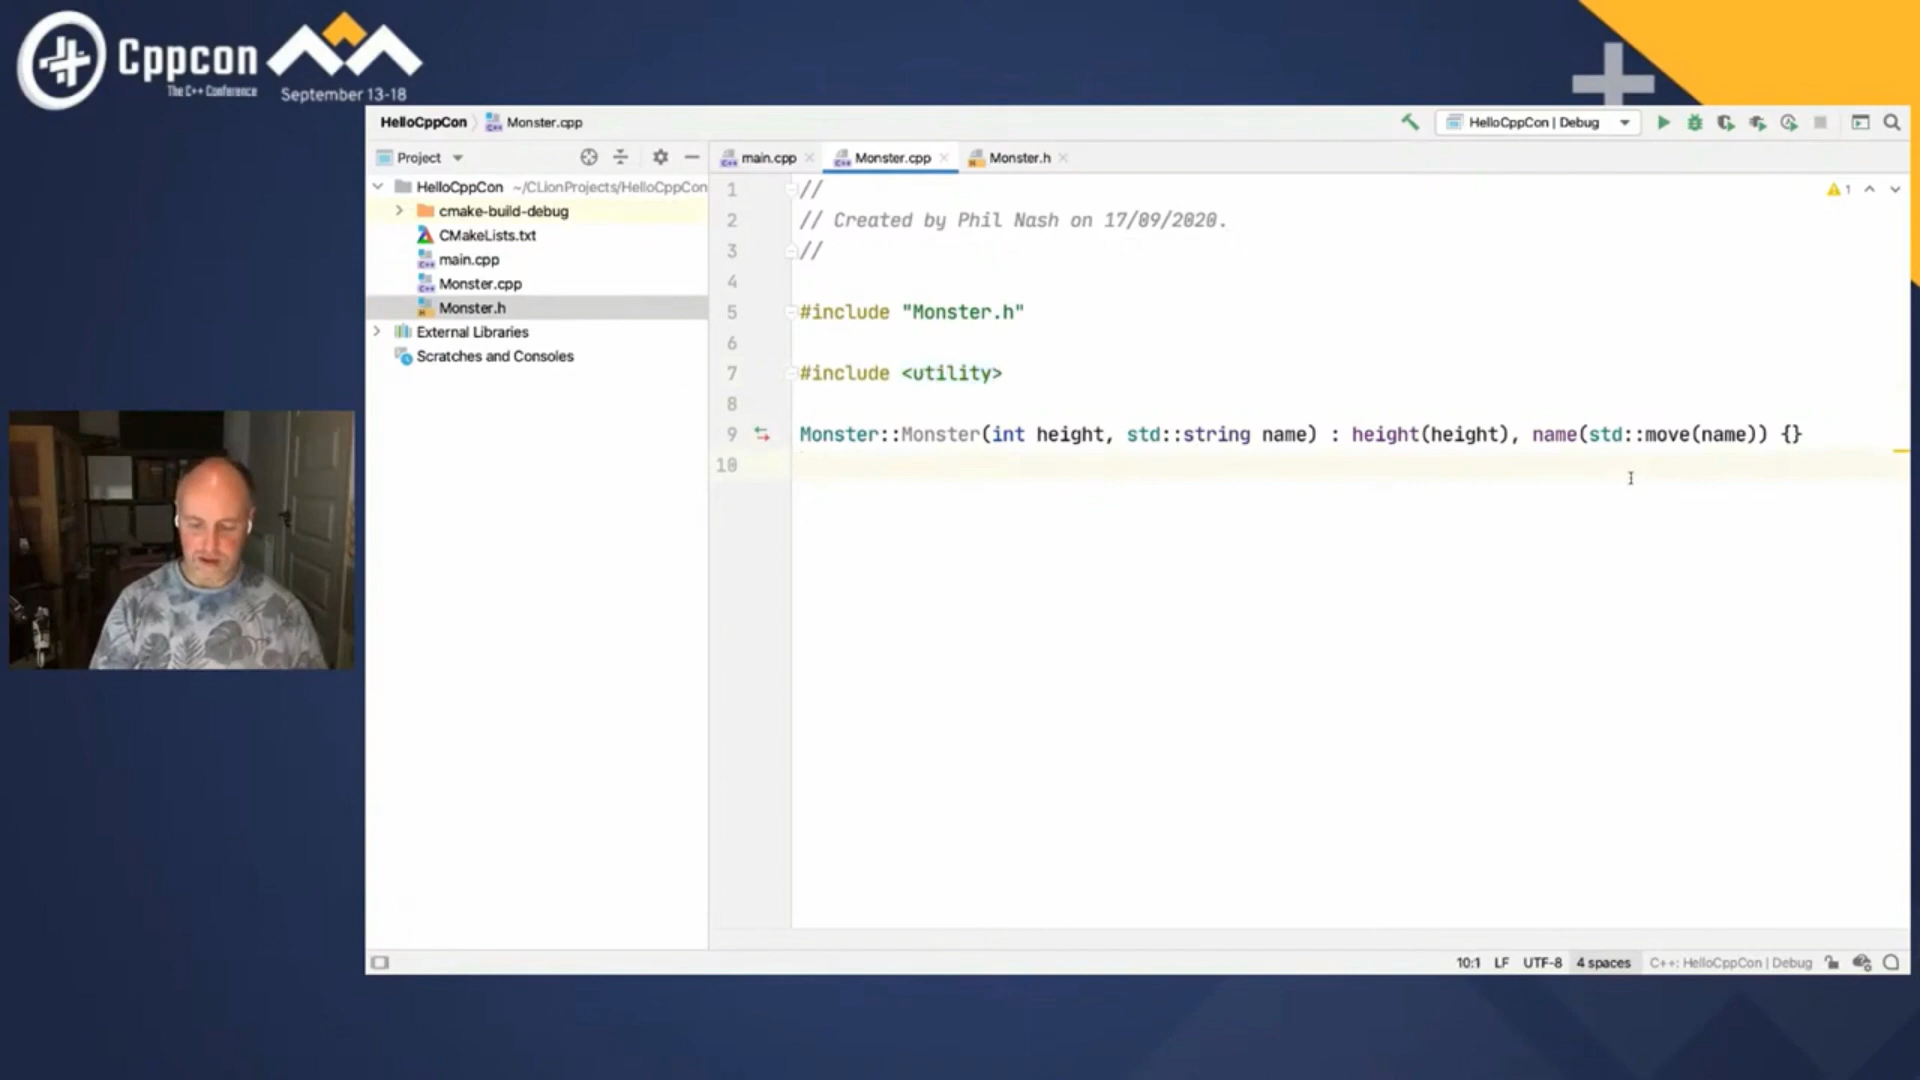 Cppcon
The C++ Conference
September 13-18
HelloCppCon Monster.cpp
HelloCppCon | Debug
Project
main.cpp Monster.cpp Monster.h
HelloCppCon ~/CLionProjects/HelloCppCon
cmake-build-debug
CMakeLists.txt
main.cpp
Monster.cpp
Monster.h
External Libraries
Scratches and Consoles
1 //
2 // Created by Phil Nash on 17/09/2020.
3 //
4
5 #include "Monster.h"
6
7 #include <utility>
8
9 Monster::Monster(int height, std::string name) : height(height), name(std::move(name)) {}
10
1
10:1 LF UTF-8 4 spaces C++: HelloCppCon | Debug